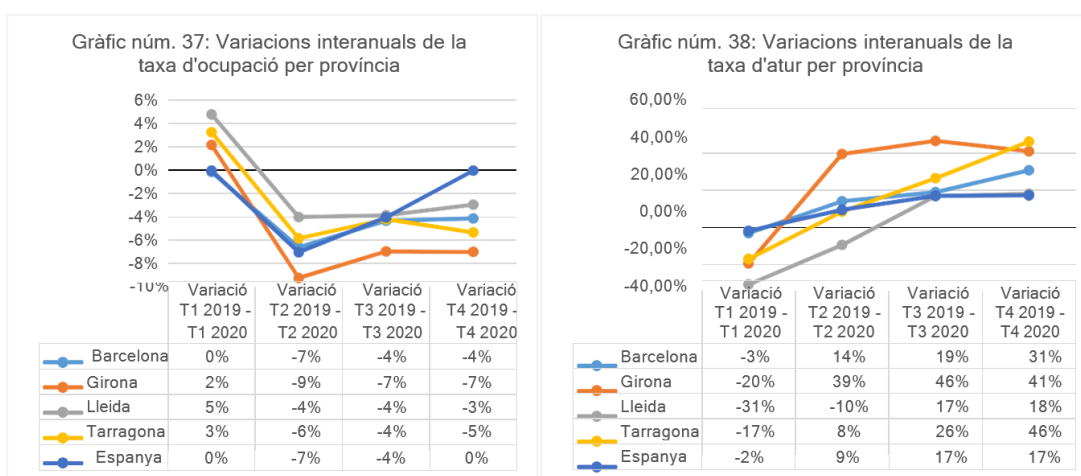 Gràfic núm. 37: Variacions interanuals de la
taxa d'ocupació per província
6%
4%
2%
0%
-2%
-4%
-6%
-8%
-10%
Variació Variació Variació Variació
T1 2019 - T2 2019 - T3 2019 - T4 2019 -
T1 2020 T2 2020 T3 2020 T4 2020
Barcelona 0% -7% -4% -4%
Girona 2% -9% -7% -7%
Lleida 5% -4% -4% -3%
Tarragona 3% -6% -4% -5%
Espanya 0% -7% -4% 0%
Gràfic núm. 38: Variacions interanuals de la
taxa d'atur per província
60,00%
40,00%
20,00%
0,00%
-20,00%
-40,00%
Variació Variació Variació Variació
T1 2019 - T2 2019 - T3 2019 - T4 2019 -
T1 2020 T2 2020 T3 2020 T4 2020
Barcelona -3% 14% 19% 31%
Girona -20% 39% 46% 41%
Lleida -31% -10% 17% 18%
Tarragona -17% 8% 26% 46%
Espanya -2% 9% 17% 17%